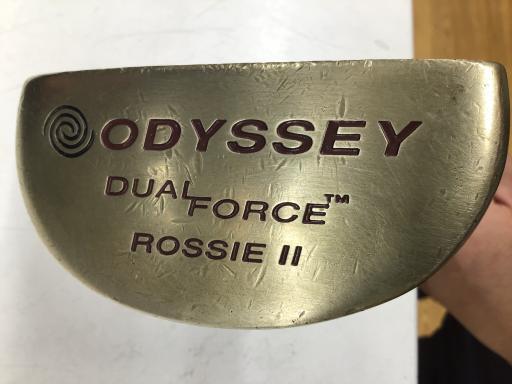 ODYSSEY
DUAL FORCE™
ROSSIE II